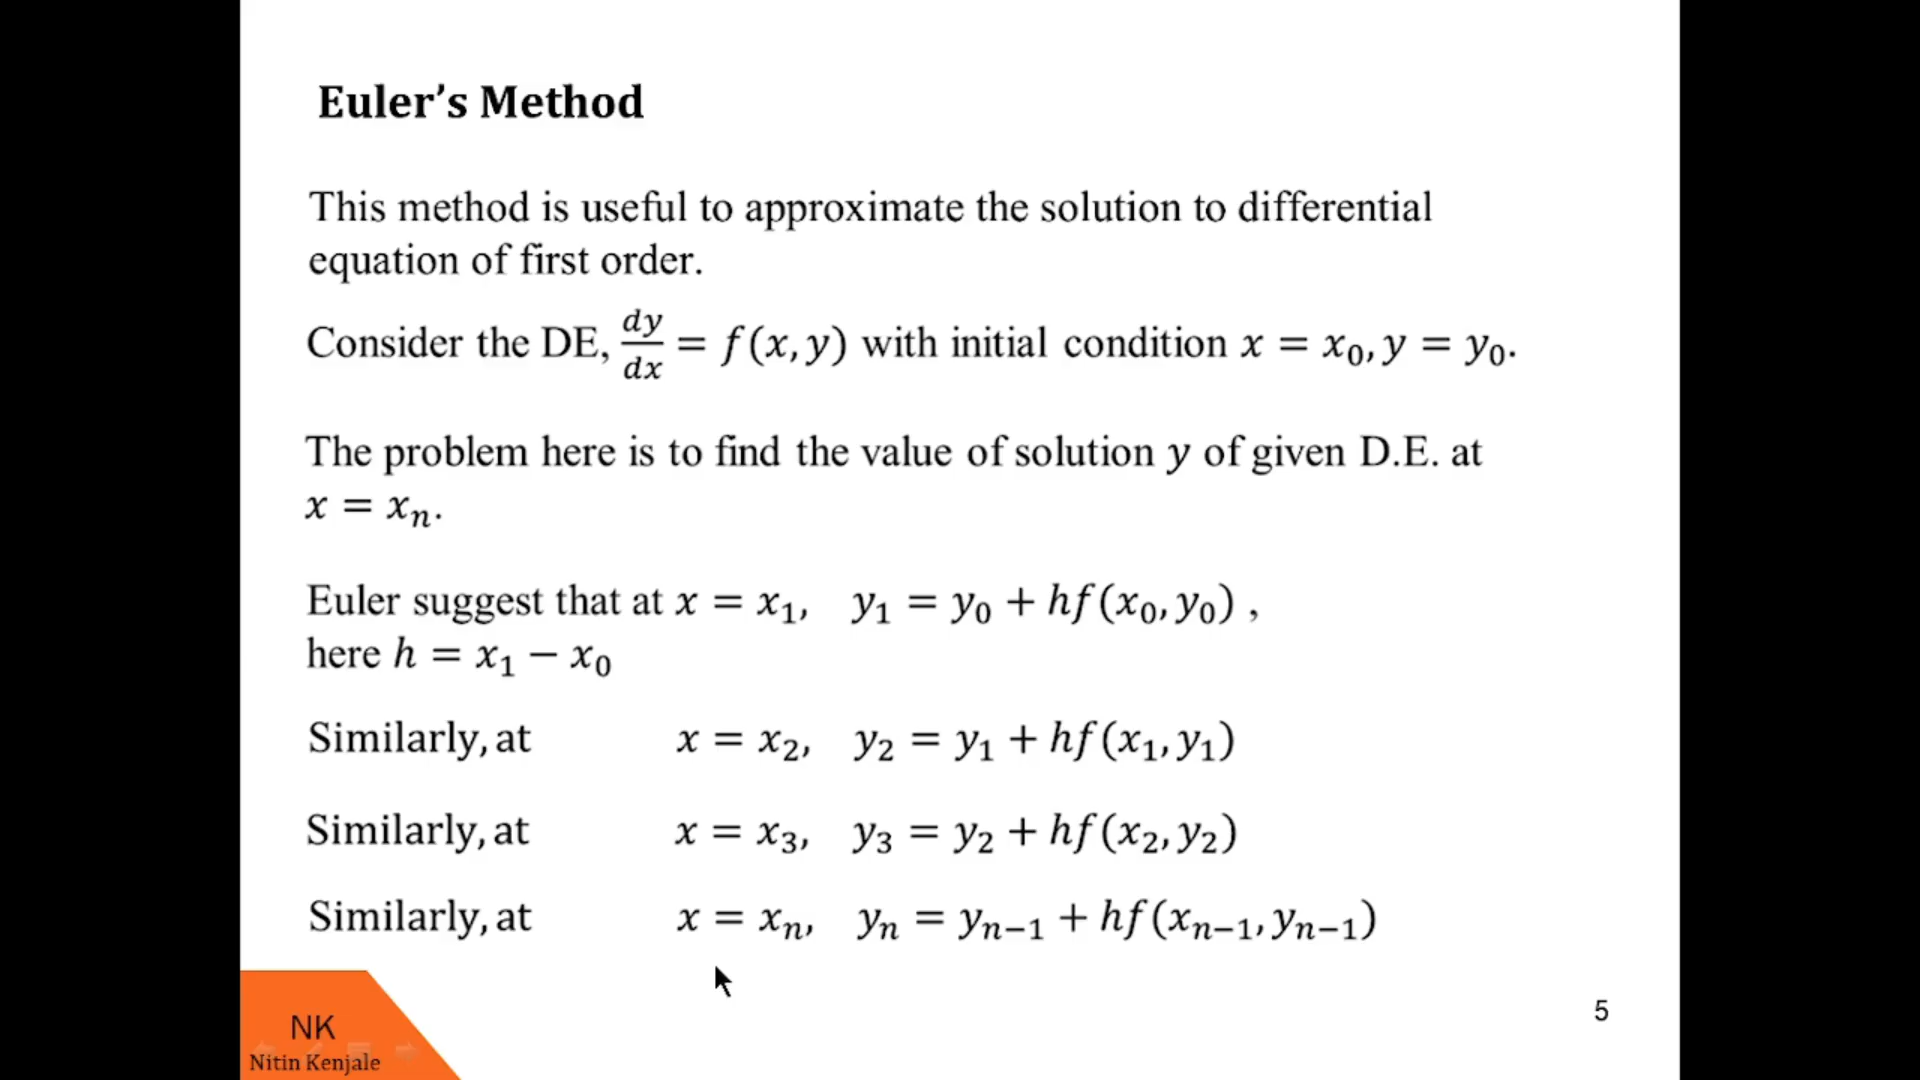 Euler’s Method
This method is useful to approximate the solution to differential
equation of first order.
Consider the DE, dy/dx = f(x, y) with initial condition x = x₀, y = y₀.
The problem here is to find the value of solution y of given D.E. at
x = xₙ.
Euler suggest that at x = x₁, y₁ = y₀ + hf(x₀, y₀) ,
here h = x₁ − x₀
Similarly, at x = x₂, y₂ = y₁ + hf(x₁, y₁)
Similarly, at x = x₃, y₃ = y₂ + hf(x₂, y₂)
Similarly, at x = xₙ, yₙ = yₙ₋₁ + hf(xₙ₋₁, yₙ₋₁)
NK
Nitin Kenjale
5